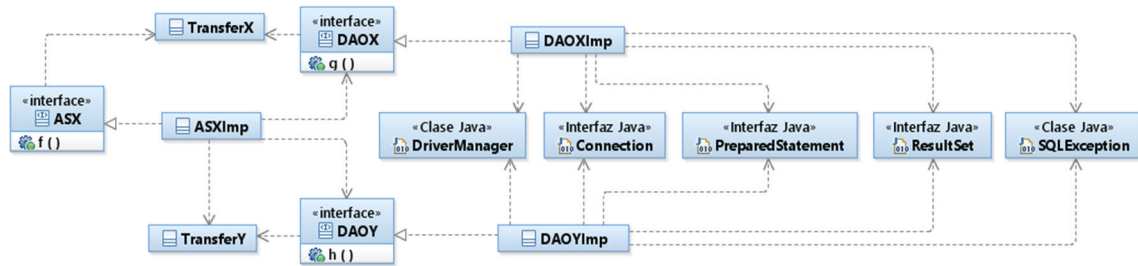 TransferX
«interface»
DAOX
g ( )
DAOXImp
«interface»
ASX
f ( )
ASXImp
«Clase Java»
DriverManager
«Interfaz Java»
Connection
«Interfaz Java»
PreparedStatement
«Interfaz Java»
ResultSet
«Clase Java»
SQLException
TransferY
«interface»
DAOY
h ( )
DAOYImp